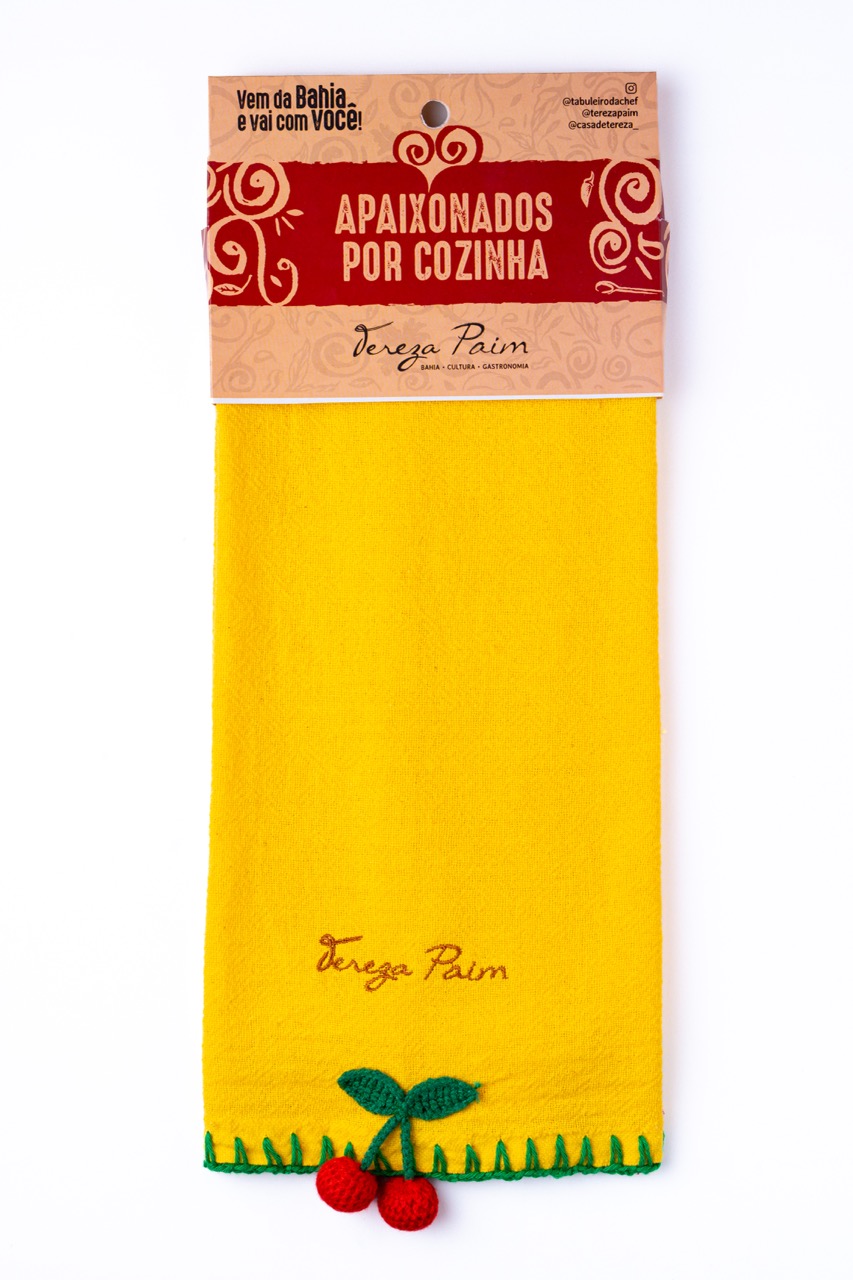 Vem da Bahia
e vai com você!
@tabuleirodachef
@terezapaim
@casadetereza_
APAIXONADOS
POR COZINHA
Tereza Paim
BAHIA • CULTURA • GASTRONOMIA
Tereza Paim